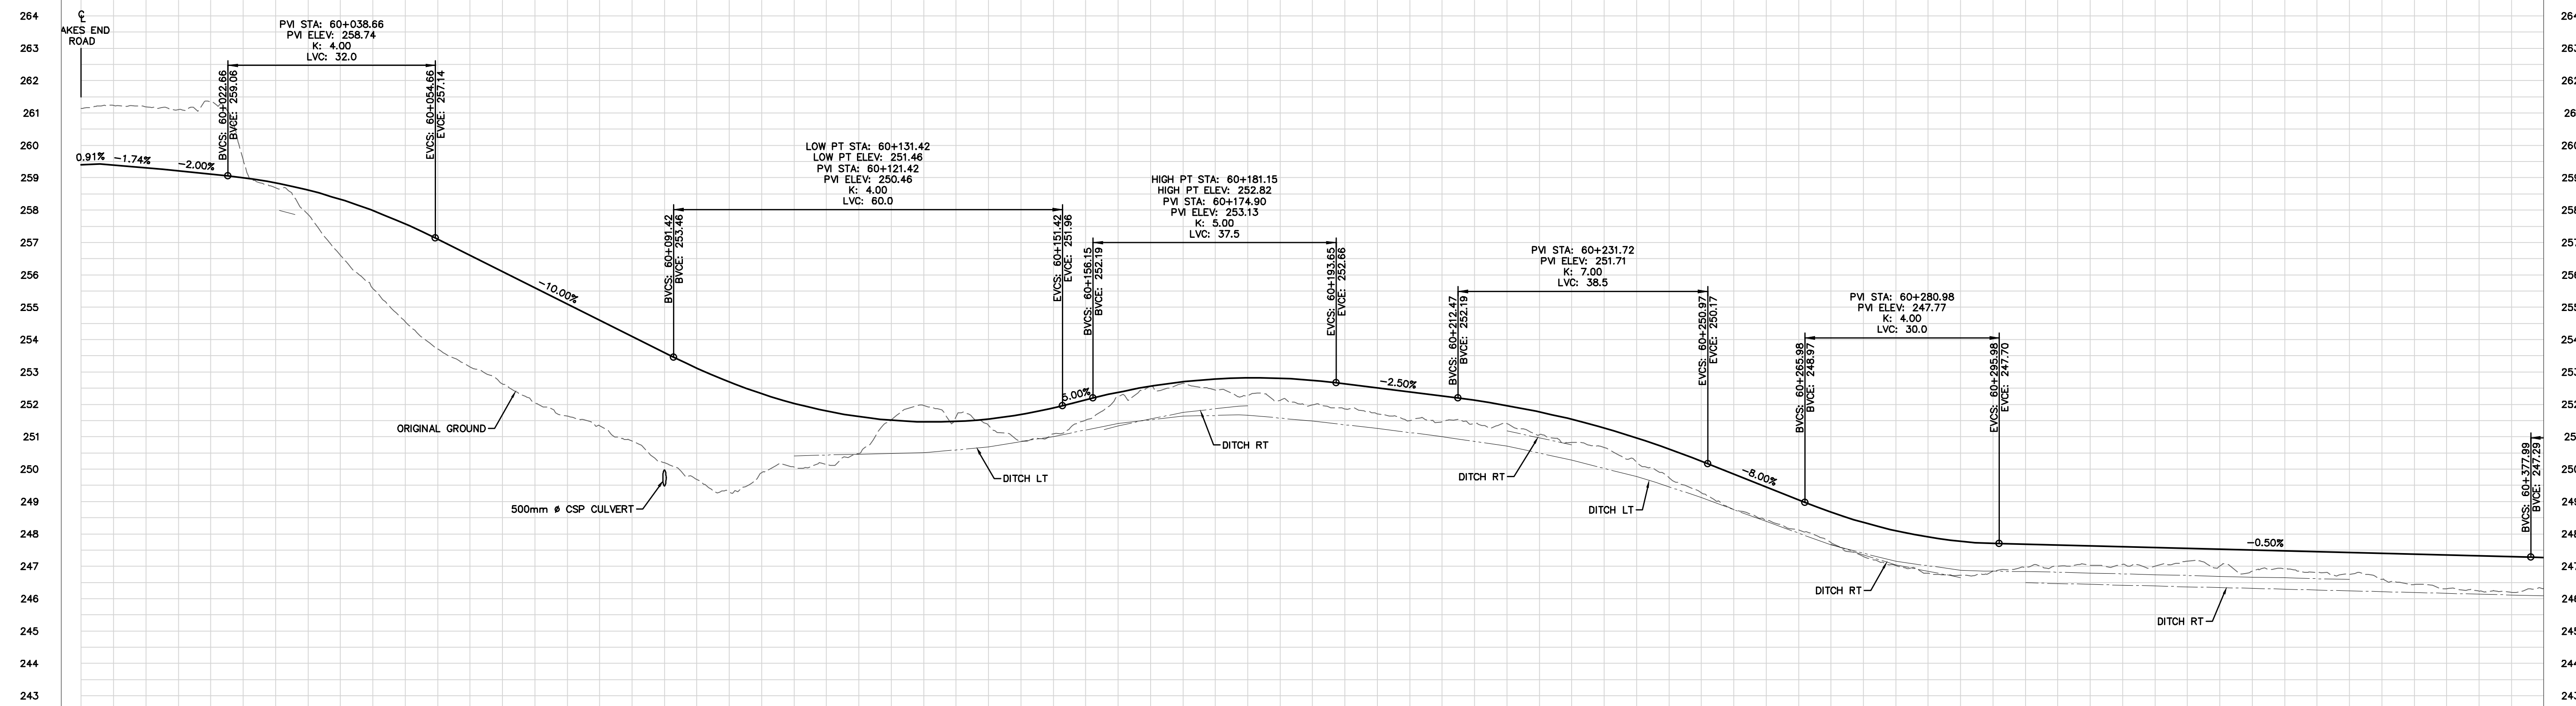 264
263
262
261
260
259
258
257
256
255
254
253
252
251
250
249
248
247
246
245
244
243
℄
AKES END
ROAD
0.91%
-1.74%
-2.00%
PVI STA: 60+038.66
PVI ELEV: 258.74
K: 4.00
LVC: 32.0
BVCS: 60+022.66
BVCE: 259.06
EVCS: 60+054.66
EVCE: 257.14
-10.00%
ORIGINAL GROUND
500mm ø CSP CULVERT
LOW PT STA: 60+131.42
LOW PT ELEV: 251.46
PVI STA: 60+121.42
PVI ELEV: 250.46
K: 4.00
LVC: 60.0
BVCS: 60+091.42
BVCE: 253.46
EVCS: 60+151.42
EVCE: 251.96
5.00%
DITCH LT
HIGH PT STA: 60+181.15
HIGH PT ELEV: 252.82
PVI STA: 60+174.90
PVI ELEV: 253.13
K: 5.00
LVC: 37.5
BVCS: 60+156.15
BVCE: 252.19
EVCS: 60+193.65
EVCE: 252.66
DITCH RT
-2.50%
PVI STA: 60+231.72
PVI ELEV: 251.71
K: 7.00
LVC: 38.5
BVCS: 60+212.47
BVCE: 252.19
EVCS: 60+250.97
EVCE: 250.17
DITCH RT
DITCH LT
-8.00%
PVI STA: 60+280.98
PVI ELEV: 247.77
K: 4.00
LVC: 30.0
BVCS: 60+265.98
BVCE: 248.97
EVCS: 60+295.98
EVCE: 247.70
DITCH RT
-0.50%
DITCH RT
BVCS: 60+377.99
BVCE: 247.29